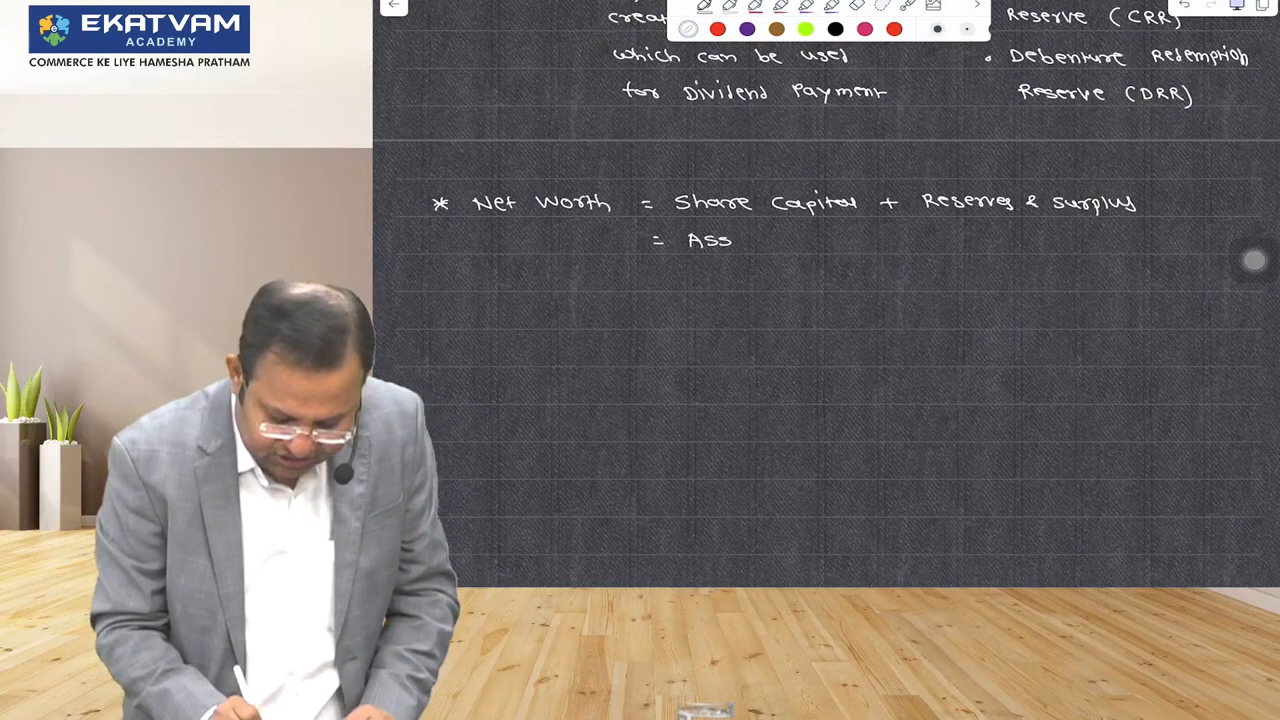 EKATVAM
ACADEMY
COMMERCE KE LIYE HAMESHA PRATHAM
which can be used
for Dividend Payment
Reserve (CRR)
• Debenture Redemption
Reserve (DRR)
* Net Worth = Share Capital + Reserves & Surplus
= ASS